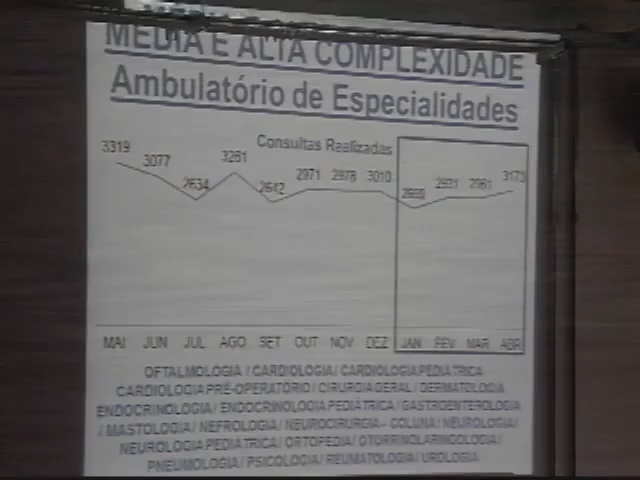 MÉDIA E ALTA COMPLEXIDADE
Ambulatório de Especialidades
Consultas Realizadas
3319 3077 2634 3261 2642 2971 2978 3010 2931 2961 3173
MAI JUN JUL AGO SET OUT NOV DEZ JAN FEV MAR ABR
OFTALMOLOGIA / CARDIOLOGIA / CARDIOLOGIA PEDIÁTRICA
CARDIOLOGIA PRÉ-OPERATÓRIO / CIRURGIA GERAL / DERMATOLOGIA
ENDOCRINOLOGIA / ENDOCRINOLOGIA PEDIÁTRICA / GASTROENTEROLOGIA
/ MASTOLOGIA / NEFROLOGIA / NEUROCIRURGIA – COLUNA / NEUROLOGIA /
NEUROLOGIA PEDIÁTRICA / ORTOPEDIA / OTORRINOLARINGOLOGIA /
PNEUMOLOGIA / PSICOLOGIA / REUMATOLOGIA / UROLOGIA